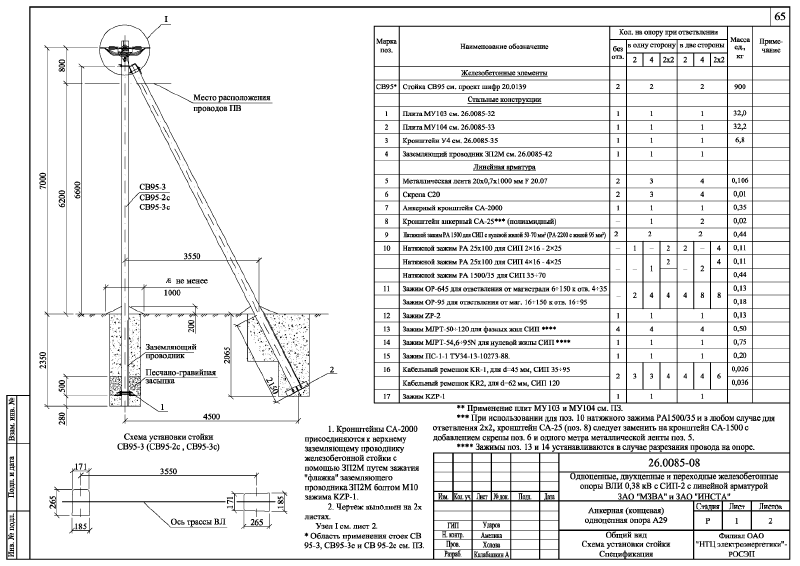 65
I
800
Место расположения
проводов ПВ
7000
6200
6600
СВ95-3
СВ95-2с
СВ95-3с
3550
не менее
1000
200
2350
Заземляющий
проводник
Песчано-гравийная
засыпка
500
280
2065
2150
1
2
4500
Схема установки стойки
СВ95-3 (СВ95-2с , СВ95-3с)
171
3550
265
185
171
265
185
Ось трассы ВЛ
1. Кронштейны СА-2000
присоединяются к верхнему
заземляющему проводнику
железобетонной стойки с
помощью ЗП2М путем зажатия
"флажка" заземляющего
проводника ЗП2М болтом М10
зажима KZP-1.
2. Чертеж выполнен на 2х
листах.
Узел I см. лист 2.
* Область применения стоек СВ
95-3, СВ95-3с и СВ 95-2с см. ПЗ.
Марка поз. Наименование обозначение Кол. на опору при ответвлении Масса ед., кг Приме-чание
без отв. в одну сторону в две стороны
2 4 2х2 2 4 2х2
Железобетонные элементы
СВ95* Стойка СВ95 см. проект шифр 20.0139 2 2 2 900
Стальные конструкции
1 Плита МУ103 см. 26.0085-32 1 1 1 32,0
2 Плита МУ104 см. 26.0085-33 1 1 1 32,2
3 Кронштейн У4 см. 26.0085-35 1 1 1 6,8
4 Заземляющий проводник ЗП2М см. 26.0085-42 1 1 1
Линейная арматура
5 Металлическая лента 20х0,7х1000 мм F 20.07 2 3 4 0,106
6 Скрепа С20 2 3 4 0,01
7 Анкерный кронштейн СА-2000 1 1 1 0,35
8 Кронштейн анкерный СА-25*** (полиамидный) – 1 2 0,02
9 Натяжной зажим РА 1500 для СИП с нулевой жилой 50-70 мм² (РА-2200 с жилой 95 мм²) 2 2 2 0,44
10 Натяжной зажим РА 25х100 для СИП 2×16 - 2×25 – 1 – 2 2 – 4 0,11
Натяжной зажим РА 25х100 для СИП 4×16 - 4×25 – – 1 2 – 2 4 0,11
Натяжной зажим РА 1500/35 для СИП 35÷70 0,44
11 Зажим ОР-645 для ответвления от магистрали 6÷150 к отв. 4÷35 – 2 4 4 4 8 8 0,13
Зажим ОР-95 для ответвления от маг. 16÷150 к отв. 16÷95 0,18
12 Зажим ZP-2 1 1 1 0,13
13 Зажим МJPT-50÷120 для фазных жил СИП **** 4 4 4 0,50
14 Зажим МJPT-54,6÷95N для нулевой жилы СИП **** 1 1 1 0,75
15 Зажим ПС-1-1 ТУ34-13-10273-88. 1 1 1 0,20
16 Кабельный ремешок KR-1, для d=45 мм, СИП 35÷95 2 3 3 4 4 4 6 0,026
Кабельный ремешок KR2, для d=62 мм, СИП 120 0,036
17 Зажим KZP-1 1 1 1
** Применение плит МУ103 и МУ104 см. ПЗ.
*** При использовании для поз. 10 натяжного зажима РА1500/35 и в любом случае для
ответвления 2х2, хронштейн СА-25 (поз. 8) следует заменить на кронштейн СА-1500 с
добавлением скрепы поз. 6 и одного метра металлической ленты поз. 5.
**** Зажимы поз. 13 и 14 устанавливаются в случае разрезания провода на опоре.
26.0085-08
Одноцепные, двухцепные и переходные железобетонные
опоры ВЛИ 0,38 кВ с СИП-2 с линейной арматурой
ЗАО "МЗВА" и ЗАО "ИНСТА"
Изм. Кол. уч. Лист № док. Подп. Дата
ГИП Ударов
Н. контр. Амелина
Пров. Холова
Разраб. Калабашкин А
Анкерная (концевая)
одноцепная опора А29
Стадия Лист Листов
Р 1 2
Общий вид
Схема установки стойки
Спецификация
Филиал ОАО
"НТЦ электроэнергетики"-
РОСЭП
Взам. инв. №
Подп. и дата
Инв. № подл.